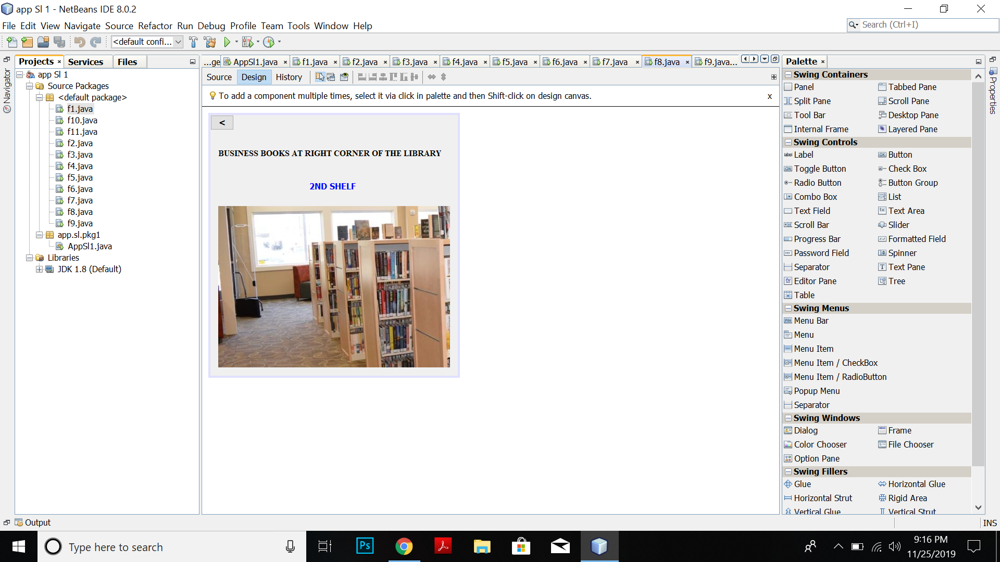 app Sl 1 - NetBeans IDE 8.0.2
File Edit View Navigate Source Refactor Run Debug Profile Team Tools Window Help
Search (Ctrl+I)
<default confi...
Projects
Services
Files
...ge
AppSl1.java
f1.java
f2.java
f3.java
f4.java
f5.java
f6.java
f7.java
f8.java
f9.java...
Navigator
app Sl 1
Source Packages
<default package>
f1.java
f10.java
f11.java
f2.java
f3.java
f4.java
f5.java
f6.java
f7.java
f8.java
f9.java
app.sl.pkg1
AppSl1.java
Libraries
JDK 1.8 (Default)
Source Design History
To add a component multiple times, select it via click in palette and then Shift-click on design canvas.
x
<
BUSINESS BOOKS AT RIGHT CORNER OF THE LIBRARY
2ND SHELF
Palette
Properties
Swing Containers
Panel Tabbed Pane
Split Pane Scroll Pane
Tool Bar Desktop Pane
Internal Frame Layered Pane
Swing Controls
Label Button
Toggle Button Check Box
Radio Button Button Group
Combo Box List
Text Field Text Area
Scroll Bar Slider
Progress Bar Formatted Field
Password Field Spinner
Separator Text Pane
Editor Pane Tree
Table
Swing Menus
Menu Bar
Menu
Menu Item
Menu Item / CheckBox
Menu Item / RadioButton
Popup Menu
Separator
Swing Windows
Dialog Frame
Color Chooser File Chooser
Option Pane
Swing Fillers
Glue Horizontal Glue
Horizontal Strut Rigid Area
Vertical Glue Vertical Strut
Output
INS
Type here to search
Ps
9:16 PM
11/25/2019